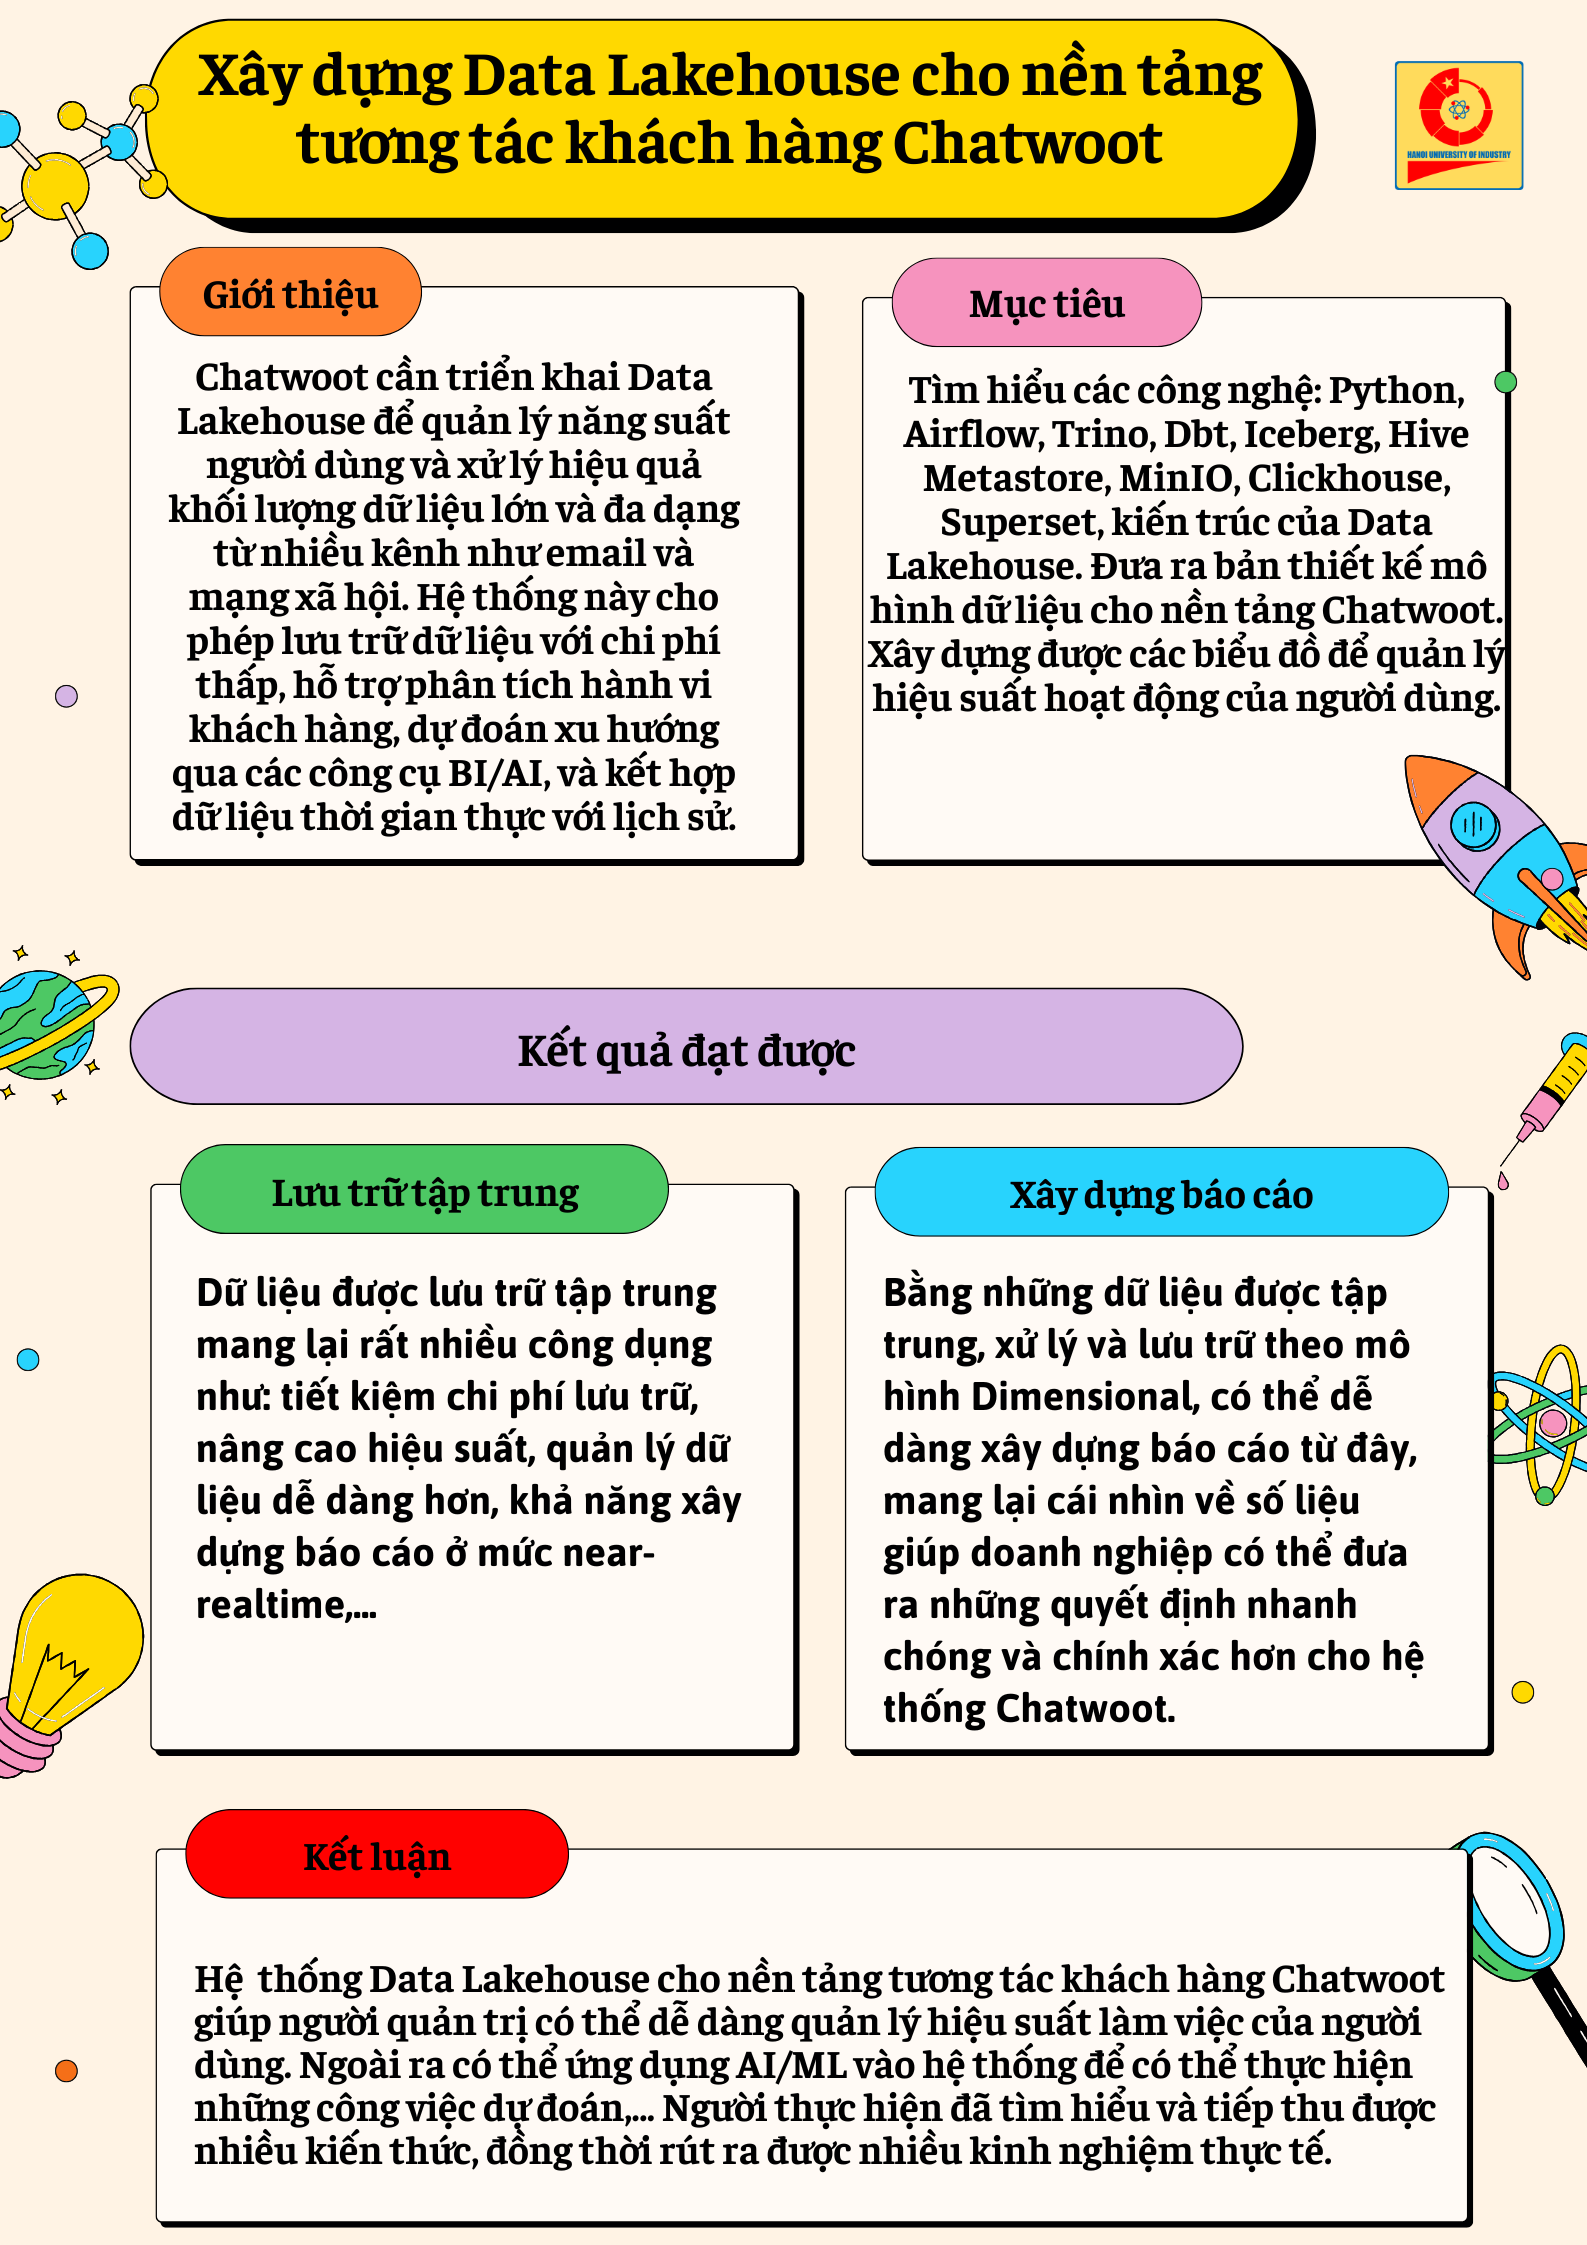 Xây dựng Data Lakehouse cho nền tảng
tương tác khách hàng Chatwoot
HANOI UNIVERSITY OF INDUSTRY
Giới thiệu
Chatwoot cần triển khai Data
Lakehouse để quản lý năng suất
người dùng và xử lý hiệu quả
khối lượng dữ liệu lớn và đa dạng
từ nhiều kênh như email và
mạng xã hội. Hệ thống này cho
phép lưu trữ dữ liệu với chi phí
thấp, hỗ trợ phân tích hành vi
khách hàng, dự đoán xu hướng
qua các công cụ BI/AI, và kết hợp
dữ liệu thời gian thực với lịch sử.
Mục tiêu
Tìm hiểu các công nghệ: Python,
Airflow, Trino, Dbt, Iceberg, Hive
Metastore, MinIO, Clickhouse,
Superset, kiến trúc của Data
Lakehouse. Đưa ra bản thiết kế mô
hình dữ liệu cho nền tảng Chatwoot.
Xây dựng được các biểu đồ để quản lý
hiệu suất hoạt động của người dùng.
Kết quả đạt được
Lưu trữ tập trung
Dữ liệu được lưu trữ tập trung
mang lại rất nhiều công dụng
như: tiết kiệm chi phí lưu trữ,
nâng cao hiệu suất, quản lý dữ
liệu dễ dàng hơn, khả năng xây
dựng báo cáo ở mức near-
realtime,...
Xây dựng báo cáo
Bằng những dữ liệu được tập
trung, xử lý và lưu trữ theo mô
hình Dimensional, có thể dễ
dàng xây dựng báo cáo từ đây,
mang lại cái nhìn về số liệu
giúp doanh nghiệp có thể đưa
ra những quyết định nhanh
chóng và chính xác hơn cho hệ
thống Chatwoot.
Kết luận
Hệ  thống Data Lakehouse cho nền tảng tương tác khách hàng Chatwoot
giúp người quản trị có thể dễ dàng quản lý hiệu suất làm việc của người
dùng. Ngoài ra có thể ứng dụng AI/ML vào hệ thống để có thể thực hiện
những công việc dự đoán,... Người thực hiện đã tìm hiểu và tiếp thu được
nhiều kiến thức, đồng thời rút ra được nhiều kinh nghiệm thực tế.